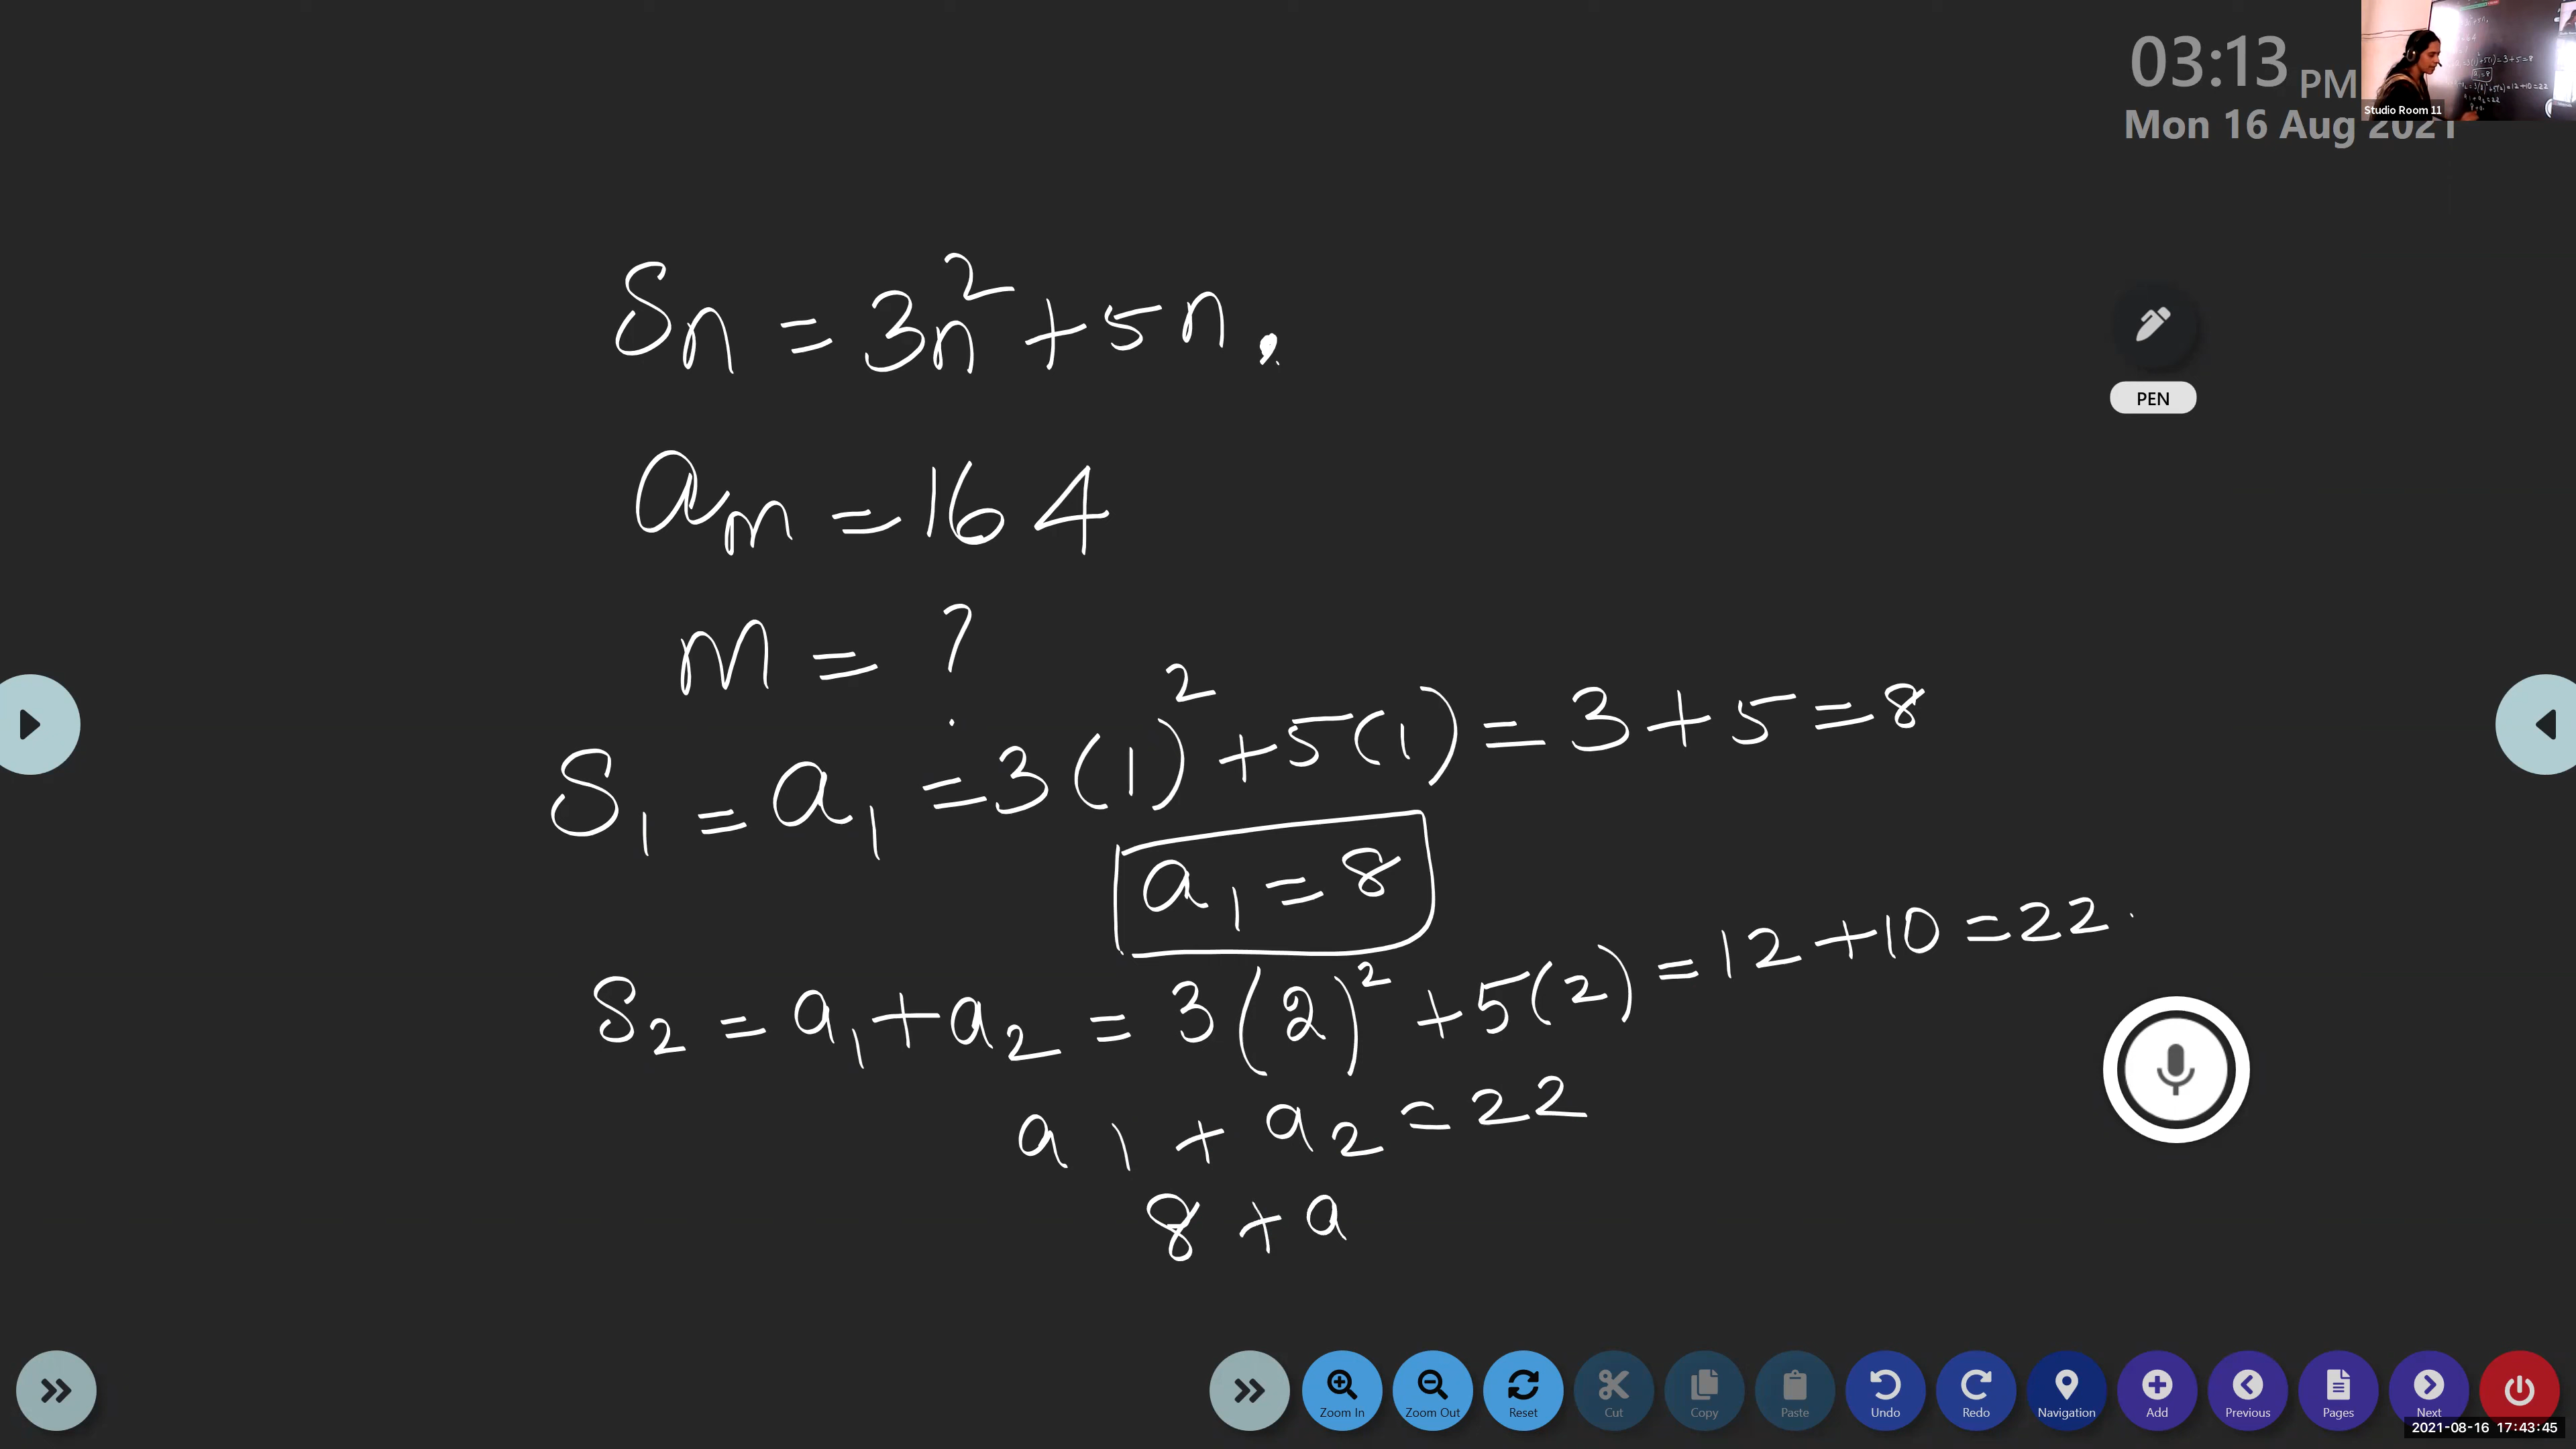 03:13 PM
Mon 16 Aug 2021
Studio Room 11
Sn = 3n² + 5n.
PEN
am = 164
m = ?
S₁ = a₁ = 3(1)² + 5(1) = 3 + 5 = 8
a₁ = 8
S₂ = a₁ + a₂ = 3(2)² + 5(2) = 12 + 10 = 22.
a₁ + a₂ = 22
8 + a
Zoom In Zoom Out Reset Cut Copy Paste Undo Redo Navigation Add Previous Pages Next
2021-08-16 17:43:45